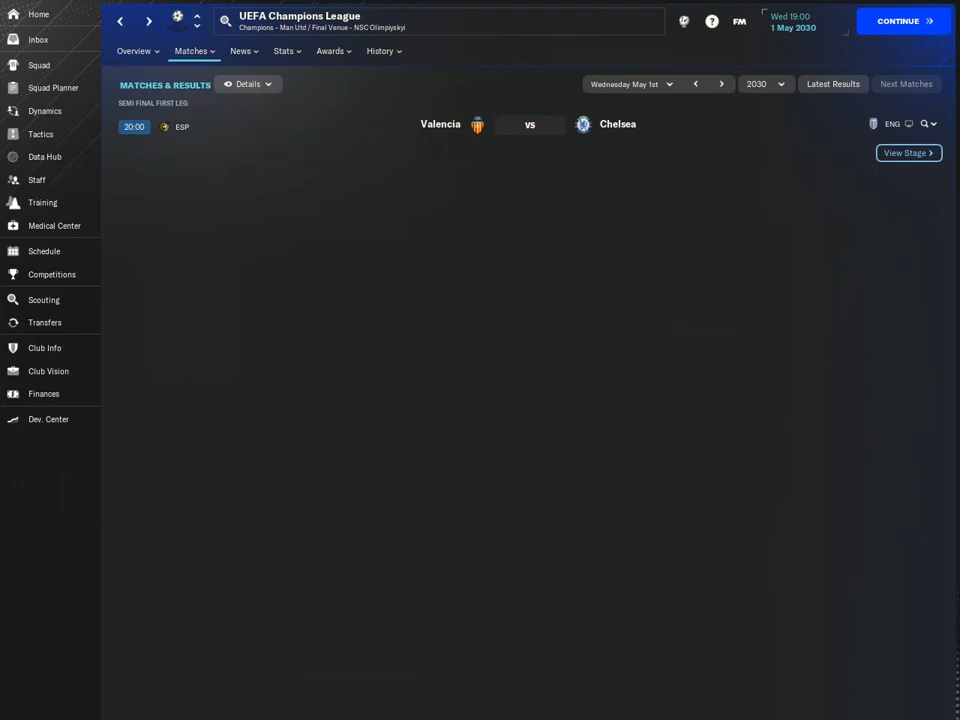 Home
Inbox
Squad
Squad Planner
Dynamics
Tactics
Data Hub
Staff
Training
Medical Center
Schedule
Competitions
Scouting
Transfers
Club Info
Club Vision
Finances
Dev. Center
UEFA Champions League
Champions - Man Utd / Final Venue - NSC Olimpiyskyi
? FM
Wed 19:00
1 May 2030
CONTINUE
Overview Matches News Stats Awards History
MATCHES & RESULTS Details Wednesday May 1st 2030 Latest Results Next Matches
SEMI FINAL FIRST LEG
20:00 ESP Valencia vs Chelsea ENG
View Stage